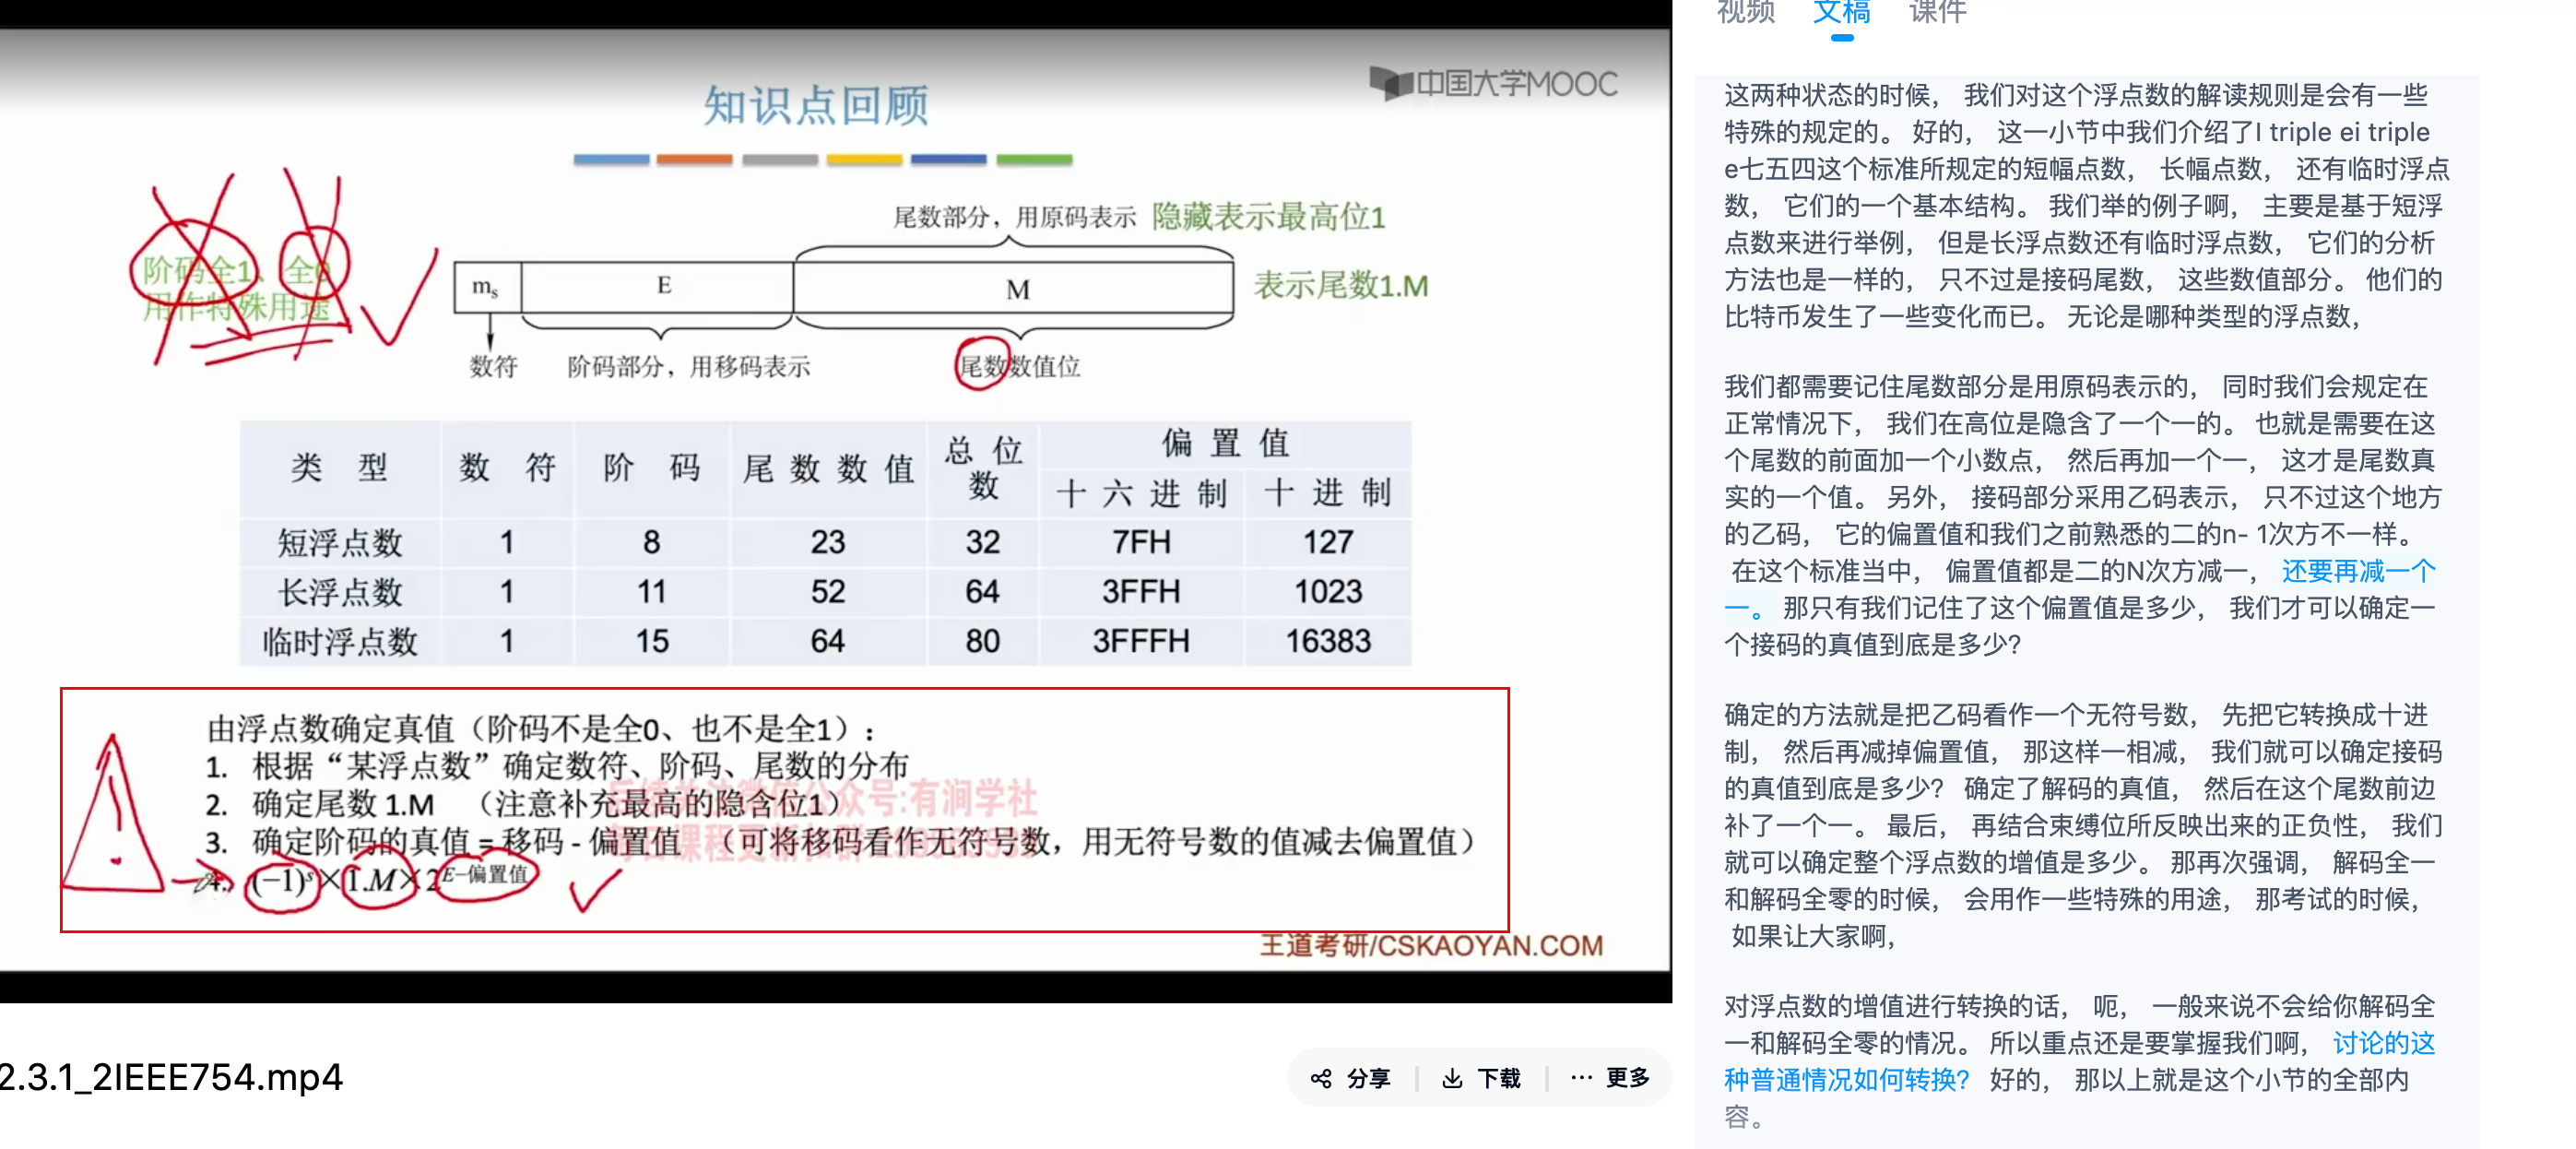 知识点回顾
中国大学MOOC
阶码全1、全0
用作特殊用途
尾数部分，用原码表示 隐藏表示最高位1
ms E M 表示尾数1.M
数符 阶码部分，用移码表示 尾数数值位
类 型 数 符 阶 码 尾数数值 总位数 偏置值
十六进制 十进制
短浮点数 1 8 23 32 7FH 127
长浮点数 1 11 52 64 3FFH 1023
临时浮点数 1 15 64 80 3FFFH 16383
由浮点数确定真值（阶码不是全0、也不是全1）：
1. 根据“某浮点数”确定数符、阶码、尾数的分布
2. 确定尾数 1.M （注意补充最高的隐含位1）
3. 确定阶码的真值 = 移码 - 偏置值 （可将移码看作无符号数，用无符号数的值减去偏置值）
4. (−1)^s×1.M×2^E−偏置值
王道考研/CSKAOYAN.COM
2.3.1_2IEEE754.mp4
分享 下载 更多
视频 文稿 课件
这两种状态的时候， 我们对这个浮点数的解读规则是会有一些
特殊的规定的。 好的， 这一小节中我们介绍了I triple ei triple
e七五四这个标准所规定的短幅点数， 长幅点数， 还有临时浮点
数， 它们的一个基本结构。 我们举的例子啊， 主要是基于短浮
点数来进行举例， 但是长浮点数还有临时浮点数， 它们的分析
方法也是一样的， 只不过是接码尾数， 这些数值部分。 他们的
比特币发生了一些变化而已。 无论是哪种类型的浮点数，
我们都需要记住尾数部分是用原码表示的， 同时我们会规定在
正常情况下， 我们在高位是隐含了一个一的。 也就是需要在这
个尾数的前面加一个小数点， 然后再加一个一， 这才是尾数真
实的一个值。 另外， 接码部分采用乙码表示， 只不过这个地方
的乙码， 它的偏置值和我们之前熟悉的二的n- 1次方不一样。
在这个标准当中， 偏置值都是二的N次方减一， 还要再减一个
一。 那只有我们记住了这个偏置值是多少， 我们才可以确定一
个接码的真值到底是多少？
确定的方法就是把乙码看作一个无符号数， 先把它转换成十进
制， 然后再减掉偏置值， 那这样一相减， 我们就可以确定接码
的真值到底是多少？ 确定了解码的真值， 然后在这个尾数前边
补了一个一。 最后， 再结合束缚位所反映出来的正负性， 我们
就可以确定整个浮点数的增值是多少。 那再次强调， 解码全一
和解码全零的时候， 会用作一些特殊的用途， 那考试的时候，
如果让大家啊，
对浮点数的增值进行转换的话， 呃， 一般来说不会给你解码全
一和解码全零的情况。 所以重点还是要掌握我们啊， 讨论的这
种普通情况如何转换？ 好的， 那以上就是这个小节的全部内
容。